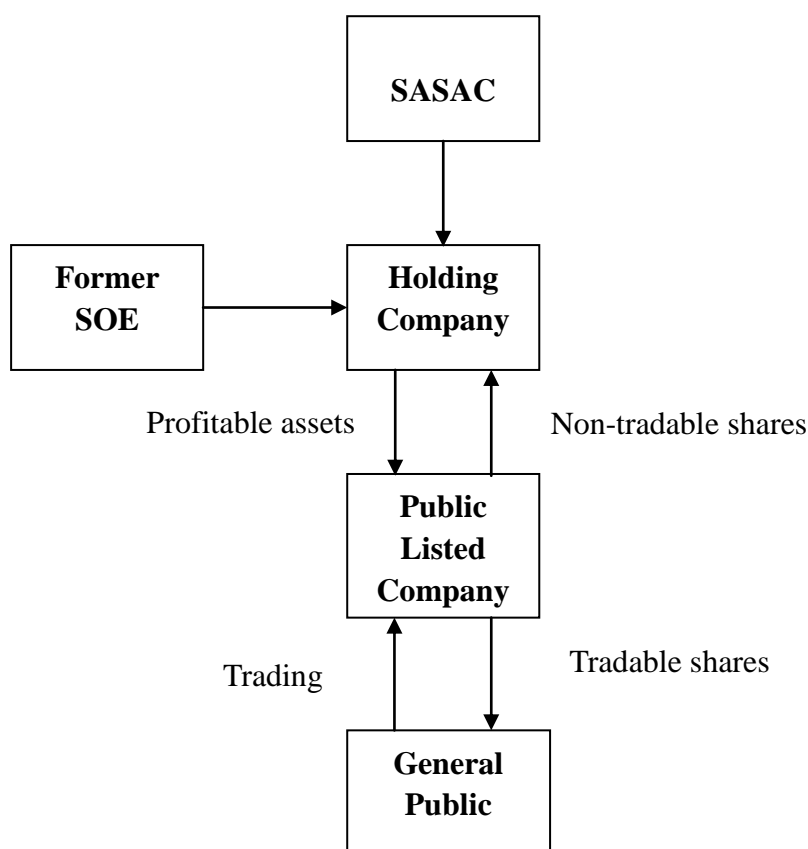 SASAC
Former
SOE
Holding
Company
Profitable assets
Non-tradable shares
Public
Listed
Company
Trading
Tradable shares
General
Public